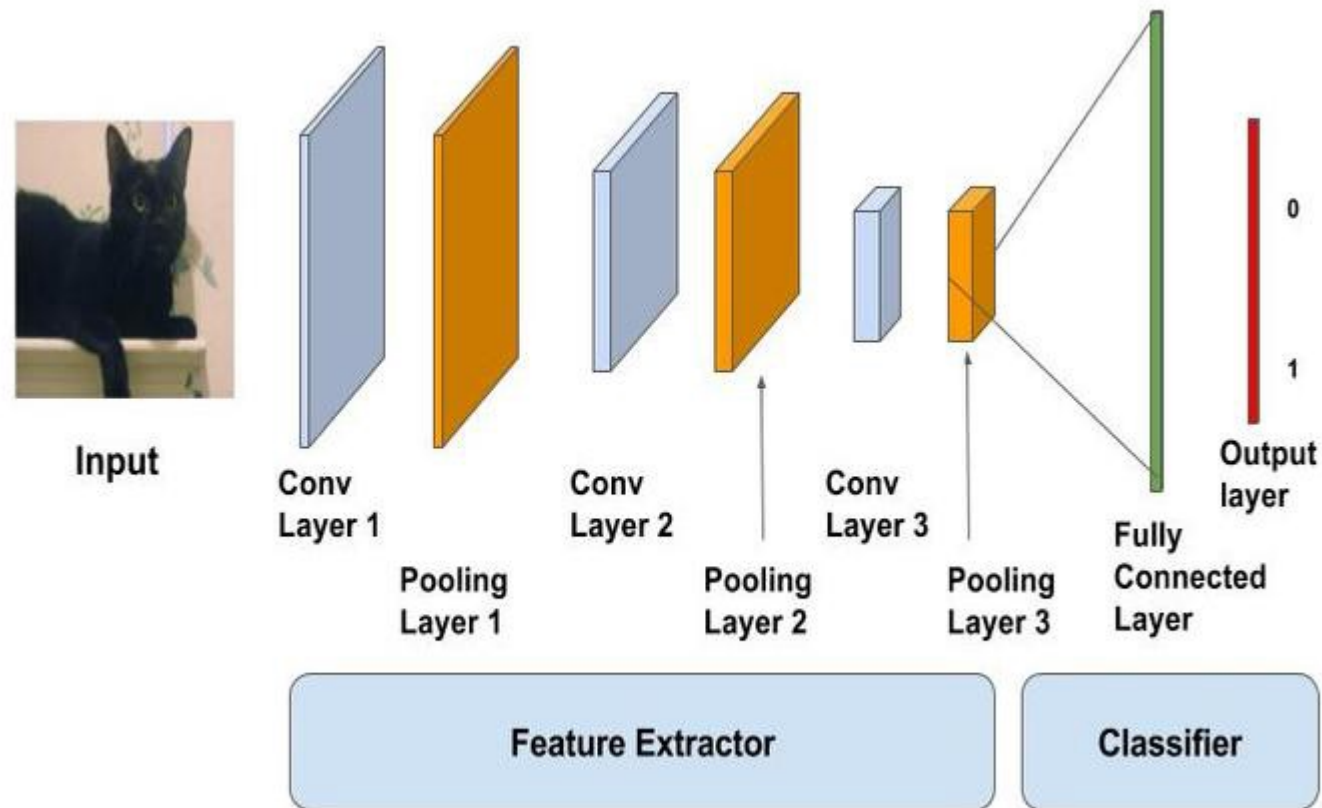 Input
Conv
Layer 1
Pooling
Layer 1
Conv
Layer 2
Pooling
Layer 2
Conv
Layer 3
Pooling
Layer 3
Fully
Connected
Layer
0
1
Output
layer
Feature Extractor
Classifier